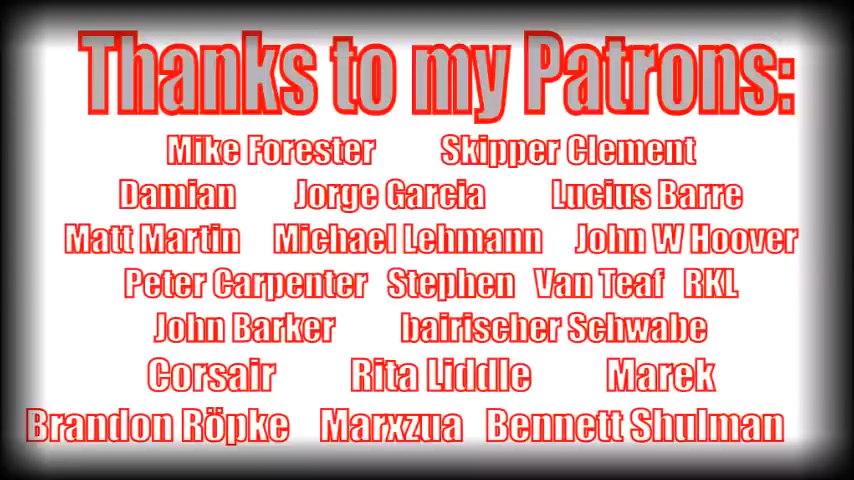 Thanks to my Patrons:
Mike Forester Skipper Clement
Damian Jorge Garcia Lucius Barre
Matt Martin Michael Lehmann John W Hoover
Peter Carpenter Stephen Van Teaf RKL
John Barker bairischer Schwabe
Corsair Rita Liddle Marek
Brandon Röpke Marxzua Bennett Shulman